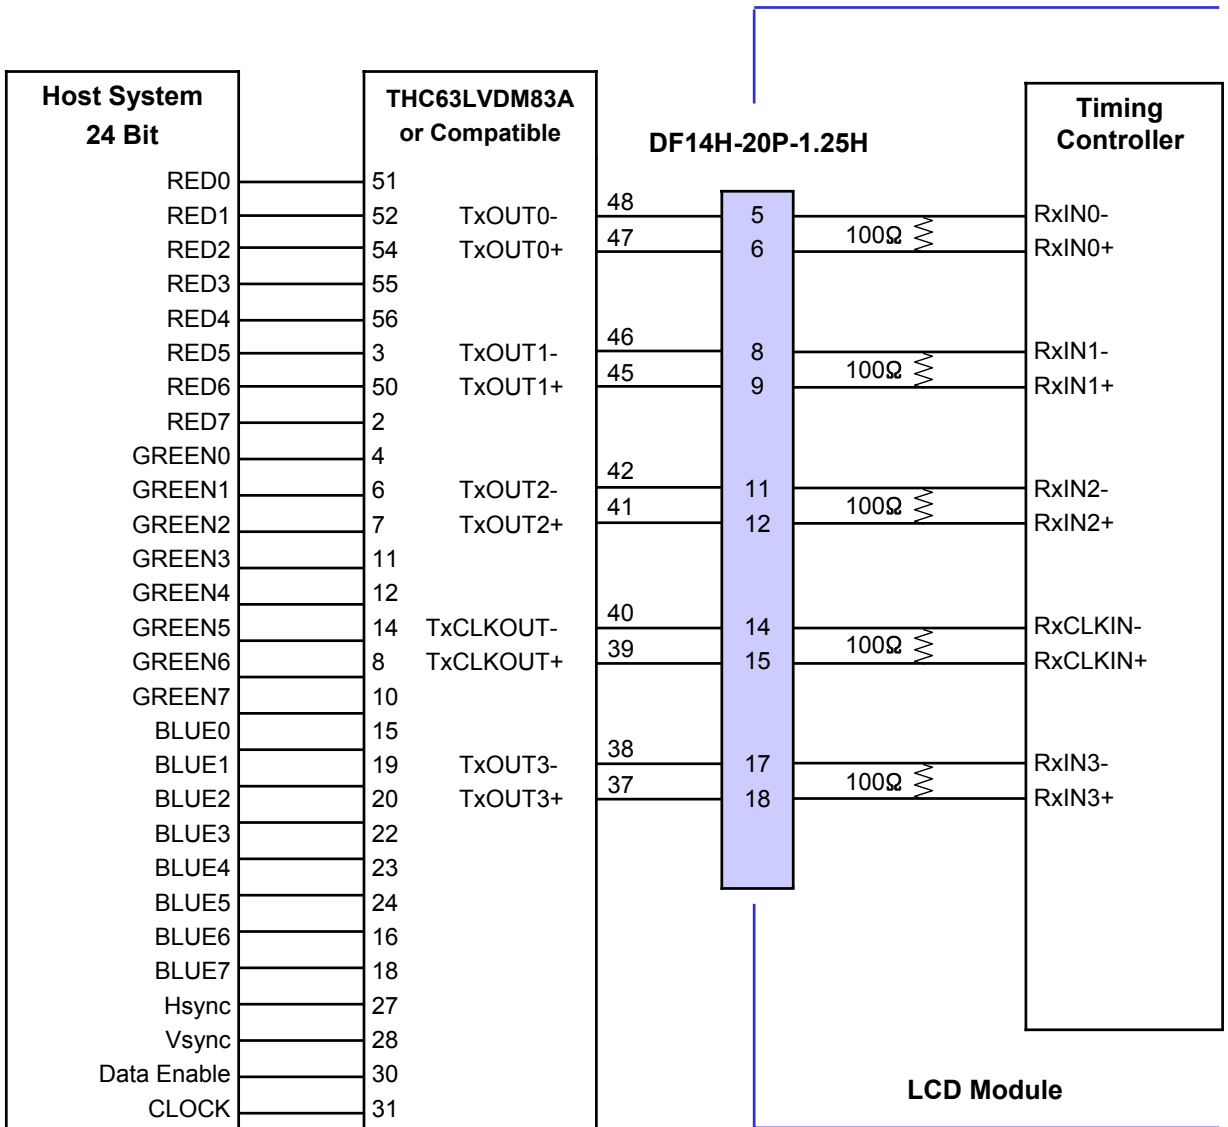 Host System
24 Bit
THC63LVDM83A
or Compatible
DF14H-20P-1.25H
Timing
Controller
RED0 51
RED1 52 TxOUT0- 48 5 RxIN0-
100Ω
RED2 54 TxOUT0+ 47 6 RxIN0+
RED3 55
RED4 56
RED5 3 TxOUT1- 46 8 RxIN1-
100Ω
RED6 50 TxOUT1+ 45 9 RxIN1+
RED7 2
GREEN0 4
GREEN1 6 TxOUT2- 42 11 RxIN2-
100Ω
GREEN2 7 TxOUT2+ 41 12 RxIN2+
GREEN3 11
GREEN4 12
GREEN5 14 TxCLKOUT- 40 14 RxCLKIN-
100Ω
GREEN6 8 TxCLKOUT+ 39 15 RxCLKIN+
GREEN7 10
BLUE0 15
BLUE1 19 TxOUT3- 38 17 RxIN3-
100Ω
BLUE2 20 TxOUT3+ 37 18 RxIN3+
BLUE3 22
BLUE4 23
BLUE5 24
BLUE6 16
BLUE7 18
Hsync 27
Vsync 28
Data Enable 30
CLOCK 31
LCD Module